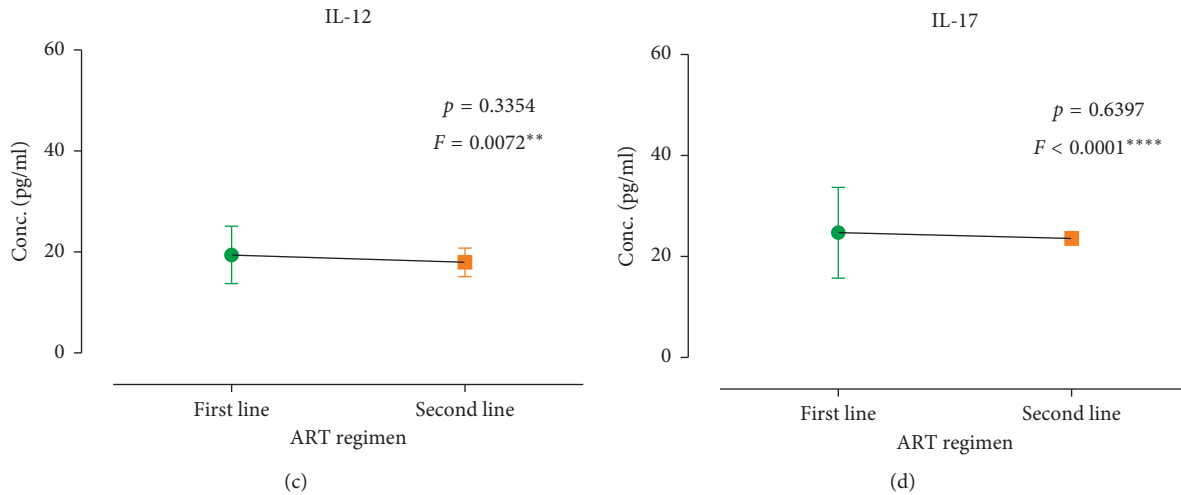 IL-12
60
40
20
0
Conc. (pg/ml)
p = 0.3354
F = 0.0072**
First line
Second line
ART regimen
(c)
IL-17
60
40
20
0
Conc. (pg/ml)
p = 0.6397
F < 0.0001****
First line
Second line
ART regimen
(d)